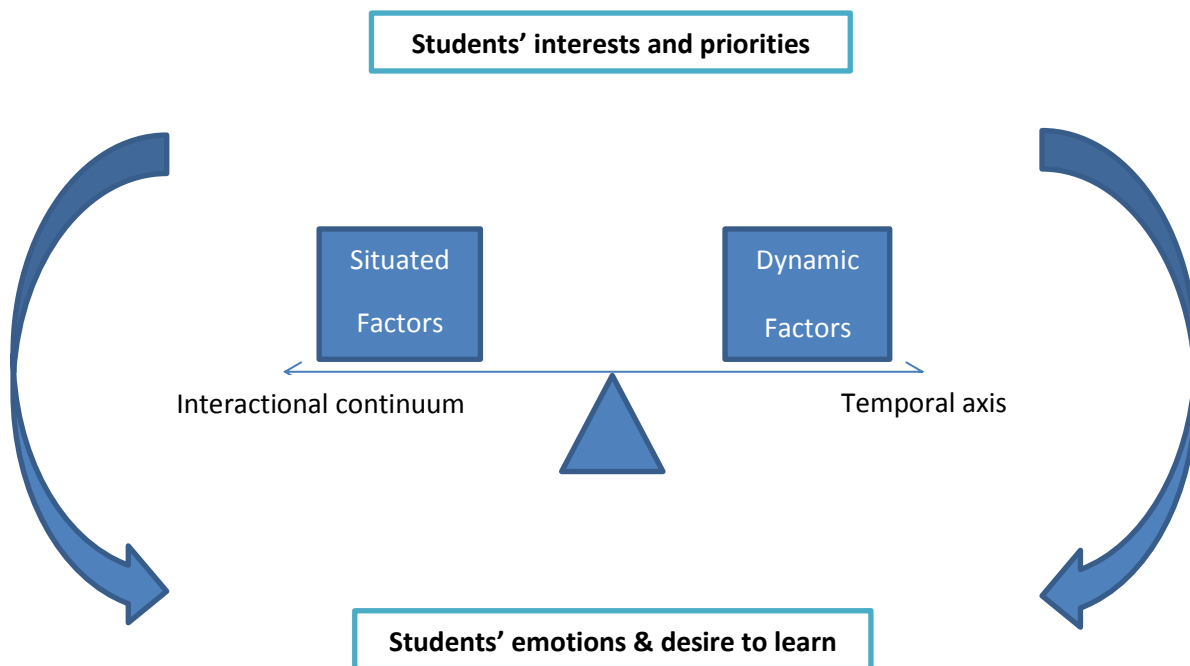 Students’ interests and priorities
Situated
Factors
Dynamic
Factors
Interactional continuum
Temporal axis
Students’ emotions & desire to learn